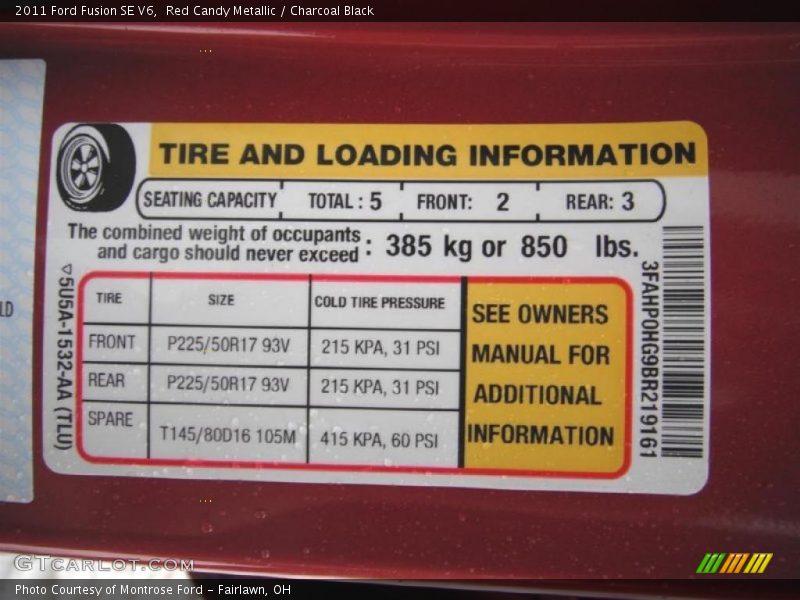 2011 Ford Fusion SE V6,  Red Candy Metallic / Charcoal Black
TIRE AND LOADING INFORMATION
SEATING CAPACITY TOTAL : 5 FRONT: 2 REAR: 3
The combined weight of occupants
and cargo should never exceed : 385 kg or 850 lbs.
TIRE SIZE COLD TIRE PRESSURE
FRONT P225/50R17 93V 215 KPA, 31 PSI
REAR P225/50R17 93V 215 KPA, 31 PSI
SPARE T145/80D16 105M 415 KPA, 60 PSI
SEE OWNERS
MANUAL FOR
ADDITIONAL
INFORMATION
5U5A-1532-AA (TLU)
3FAHP0HG9BR219161
LD
GTCarLot.com
Photo Courtesy of Montrose Ford - Fairlawn, OH